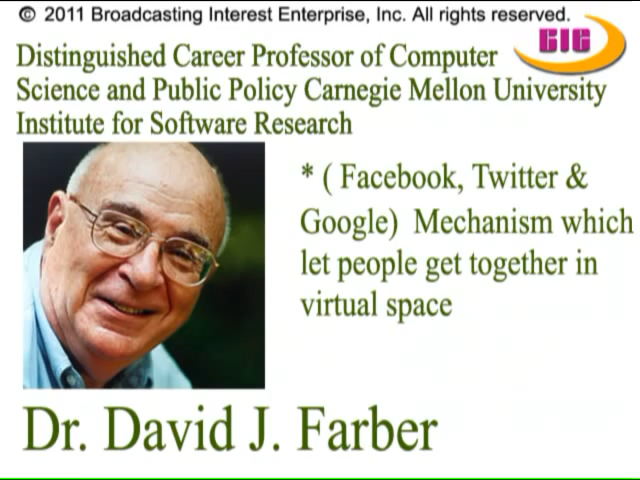 © 2011 Broadcasting Interest Enterprise, Inc. All rights reserved.
BIE
Distinguished Career Professor of Computer
Science and Public Policy Carnegie Mellon University
Institute for Software Research
* ( Facebook, Twitter &
Google) Mechanism which
let people get together in
virtual space
Dr. David J. Farber